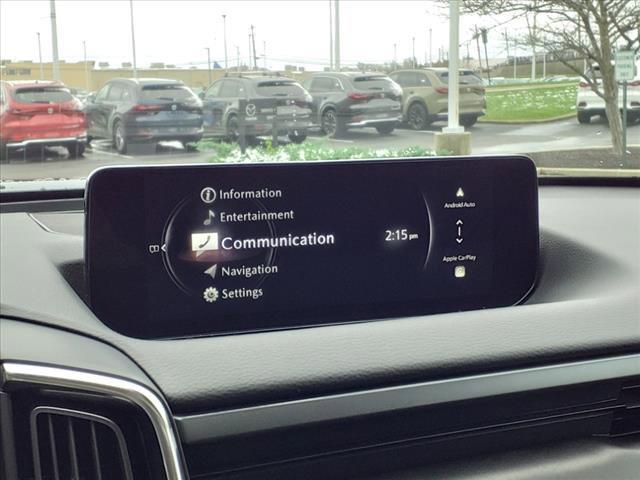 Information
Entertainment
Communication
Navigation
Settings
2:15 pm
Android Auto
Apple CarPlay